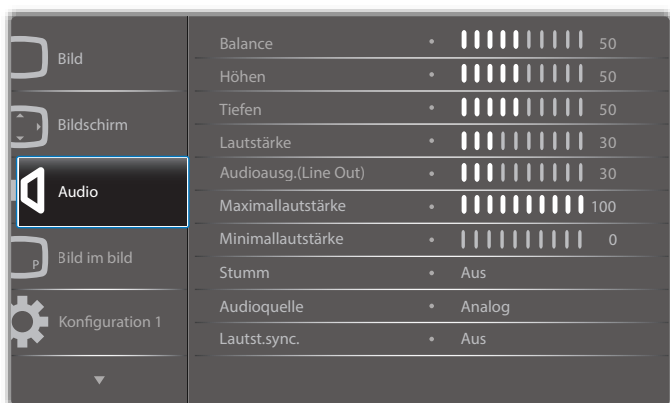 Bild
Bildschirm
Audio
Bild im bild
P
Konfiguration 1
Balance • 50
Höhen • 50
Tiefen • 50
Lautstärke • 30
Audioausg.(Line Out) • 30
Maximallautstärke • 100
Minimallautstärke • 0
Stumm • Aus
Audioquelle • Analog
Lautst.sync. • Aus